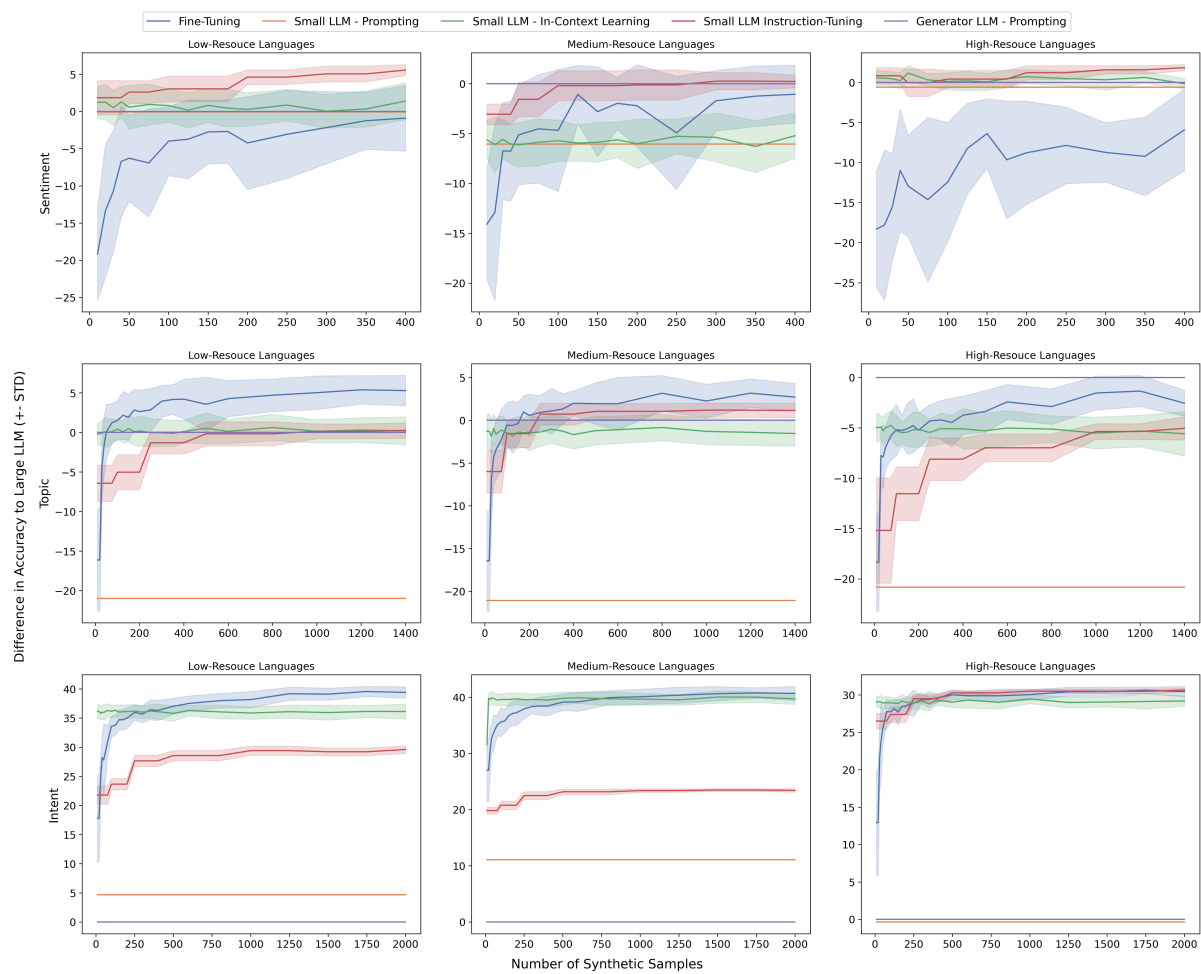 Fine-Tuning Small LLM - Prompting Small LLM - In-Context Learning Small LLM Instruction-Tuning Generator LLM - Prompting
Low-Resouce Languages Medium-Resouce Languages High-Resouce Languages
Difference in Accuracy to Large LLM (+- STD)
Sentiment
5 0 −5 −10 −15 −20 −25
0 50 100 150 200 250 300 350 400
0 −5 −10 −15 −20
0 50 100 150 200 250 300 350 400
0 −5 −10 −15 −20 −25
0 50 100 150 200 250 300 350 400
Low-Resouce Languages Medium-Resouce Languages High-Resouce Languages
Topic
5 0 −5 −10 −15 −20
0 200 400 600 800 1000 1200 1400
5 0 −5 −10 −15 −20
0 200 400 600 800 1000 1200 1400
0 −5 −10 −15 −20
0 200 400 600 800 1000 1200 1400
Low-Resouce Languages Medium-Resouce Languages High-Resouce Languages
Intent
40 35 30 25 20 15 10 5 0
0 250 500 750 1000 1250 1500 1750 2000
40 30 20 10 0
0 250 500 750 1000 1250 1500 1750 2000
30 25 20 15 10 5 0
0 250 500 750 1000 1250 1500 1750 2000
Number of Synthetic Samples